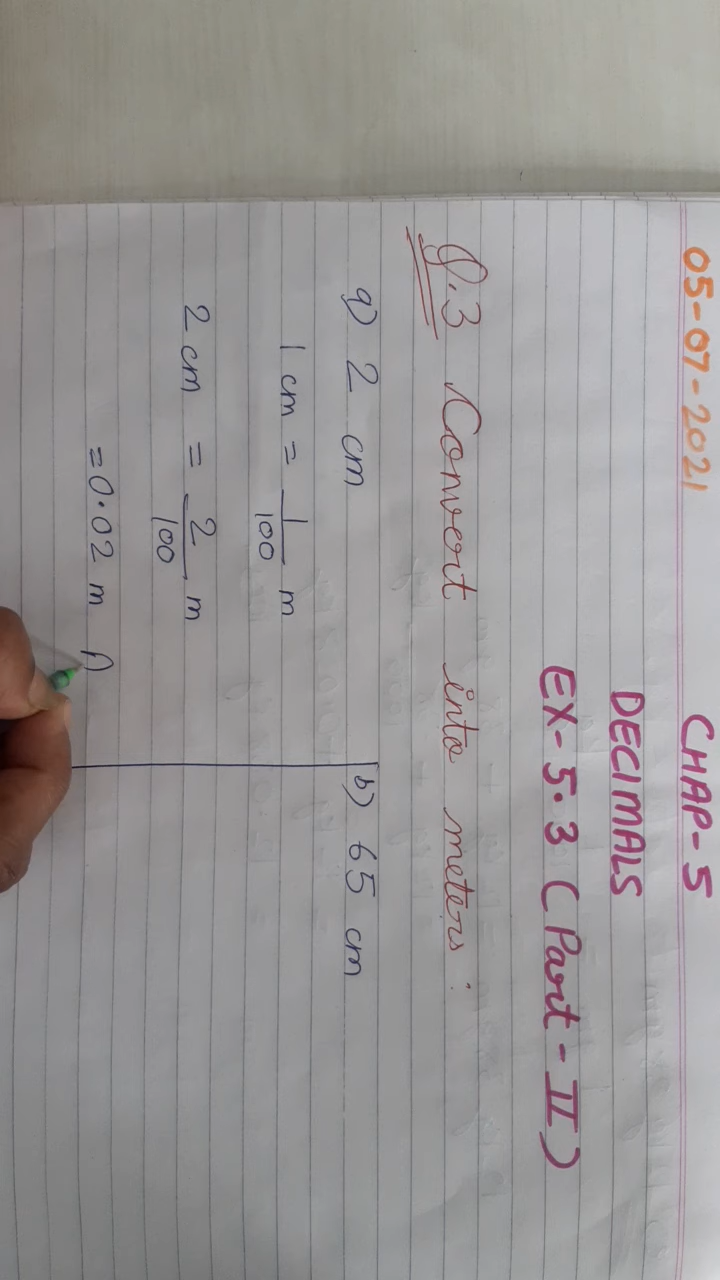 05-07-2021
CHAP-5
DECIMALS
EX-5.3 (Part-II)
Q.3 Convert into meters:
a) 2 cm
1 cm = 1/100 m
2 cm = 2/100 m
= 0.02 m
b) 65 cm